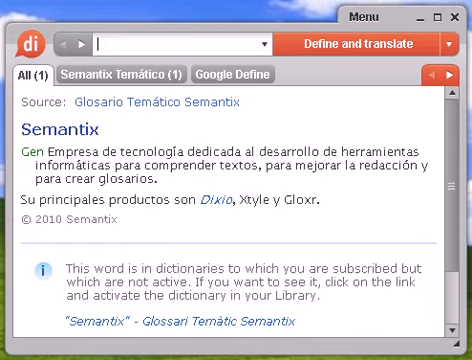 Menu
di
Define and translate
All (1)
Semantix Temático (1)
Google Define
Source: Glosario Temático Semantix
Semantix
Gen Empresa de tecnología dedicada al desarrollo de herramientas
informáticas para comprender textos, para mejorar la redacción y
para crear glosarios.
Su principales productos son Dixio, Xtyle y Gloxr.
© 2010 Semantix
i
This word is in dictionaries to which you are subscribed but
which are not active. If you want to see it, click on the link
and activate the dictionary in your Library.
"Semantix" - Glossari Temàtic Semantix